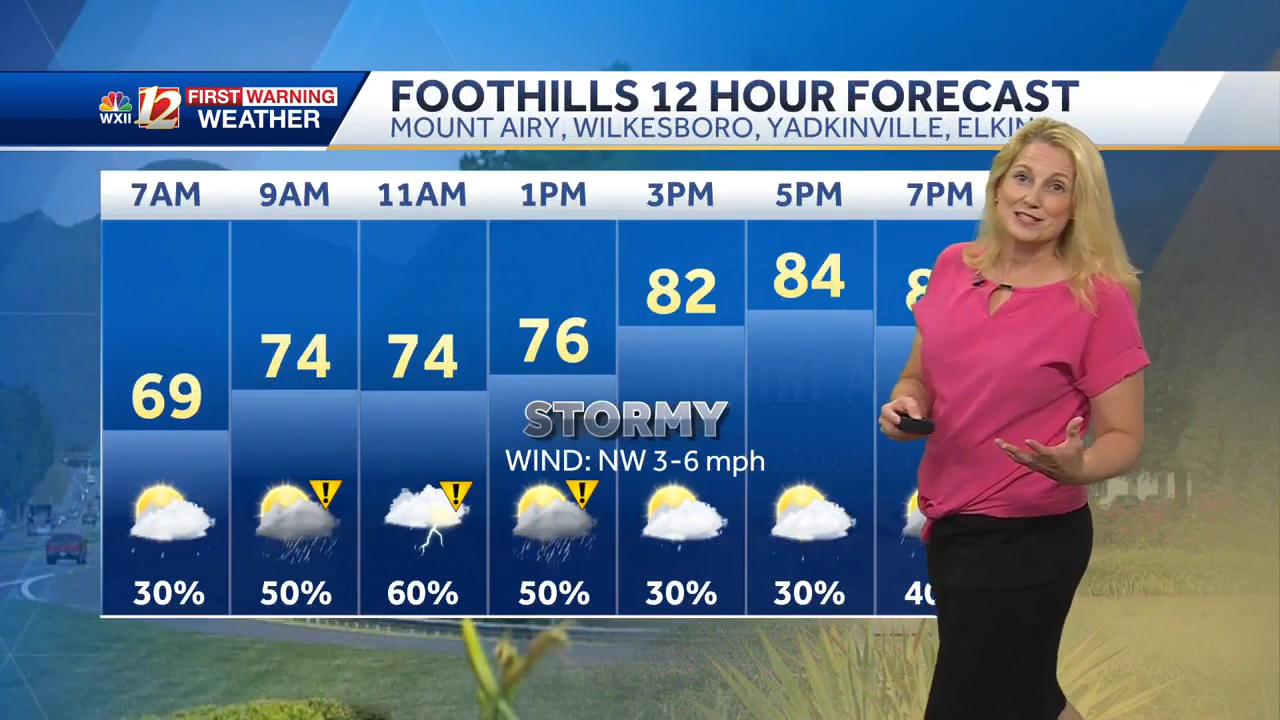 WXII 12 FIRST WARNING
WEATHER
FOOTHILLS 12 HOUR FORECAST
MOUNT AIRY, WILKESBORO, YADKINVILLE, ELKIN
7AM 9AM 11AM 1PM 3PM 5PM 7PM
69 74 74 76 82 84
STORMY
WIND: NW 3-6 mph
! ! !
30% 50% 60% 50% 30% 30%